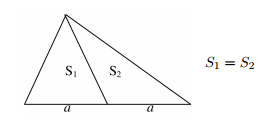 S₁ S₂ S₁ = S₂
a a